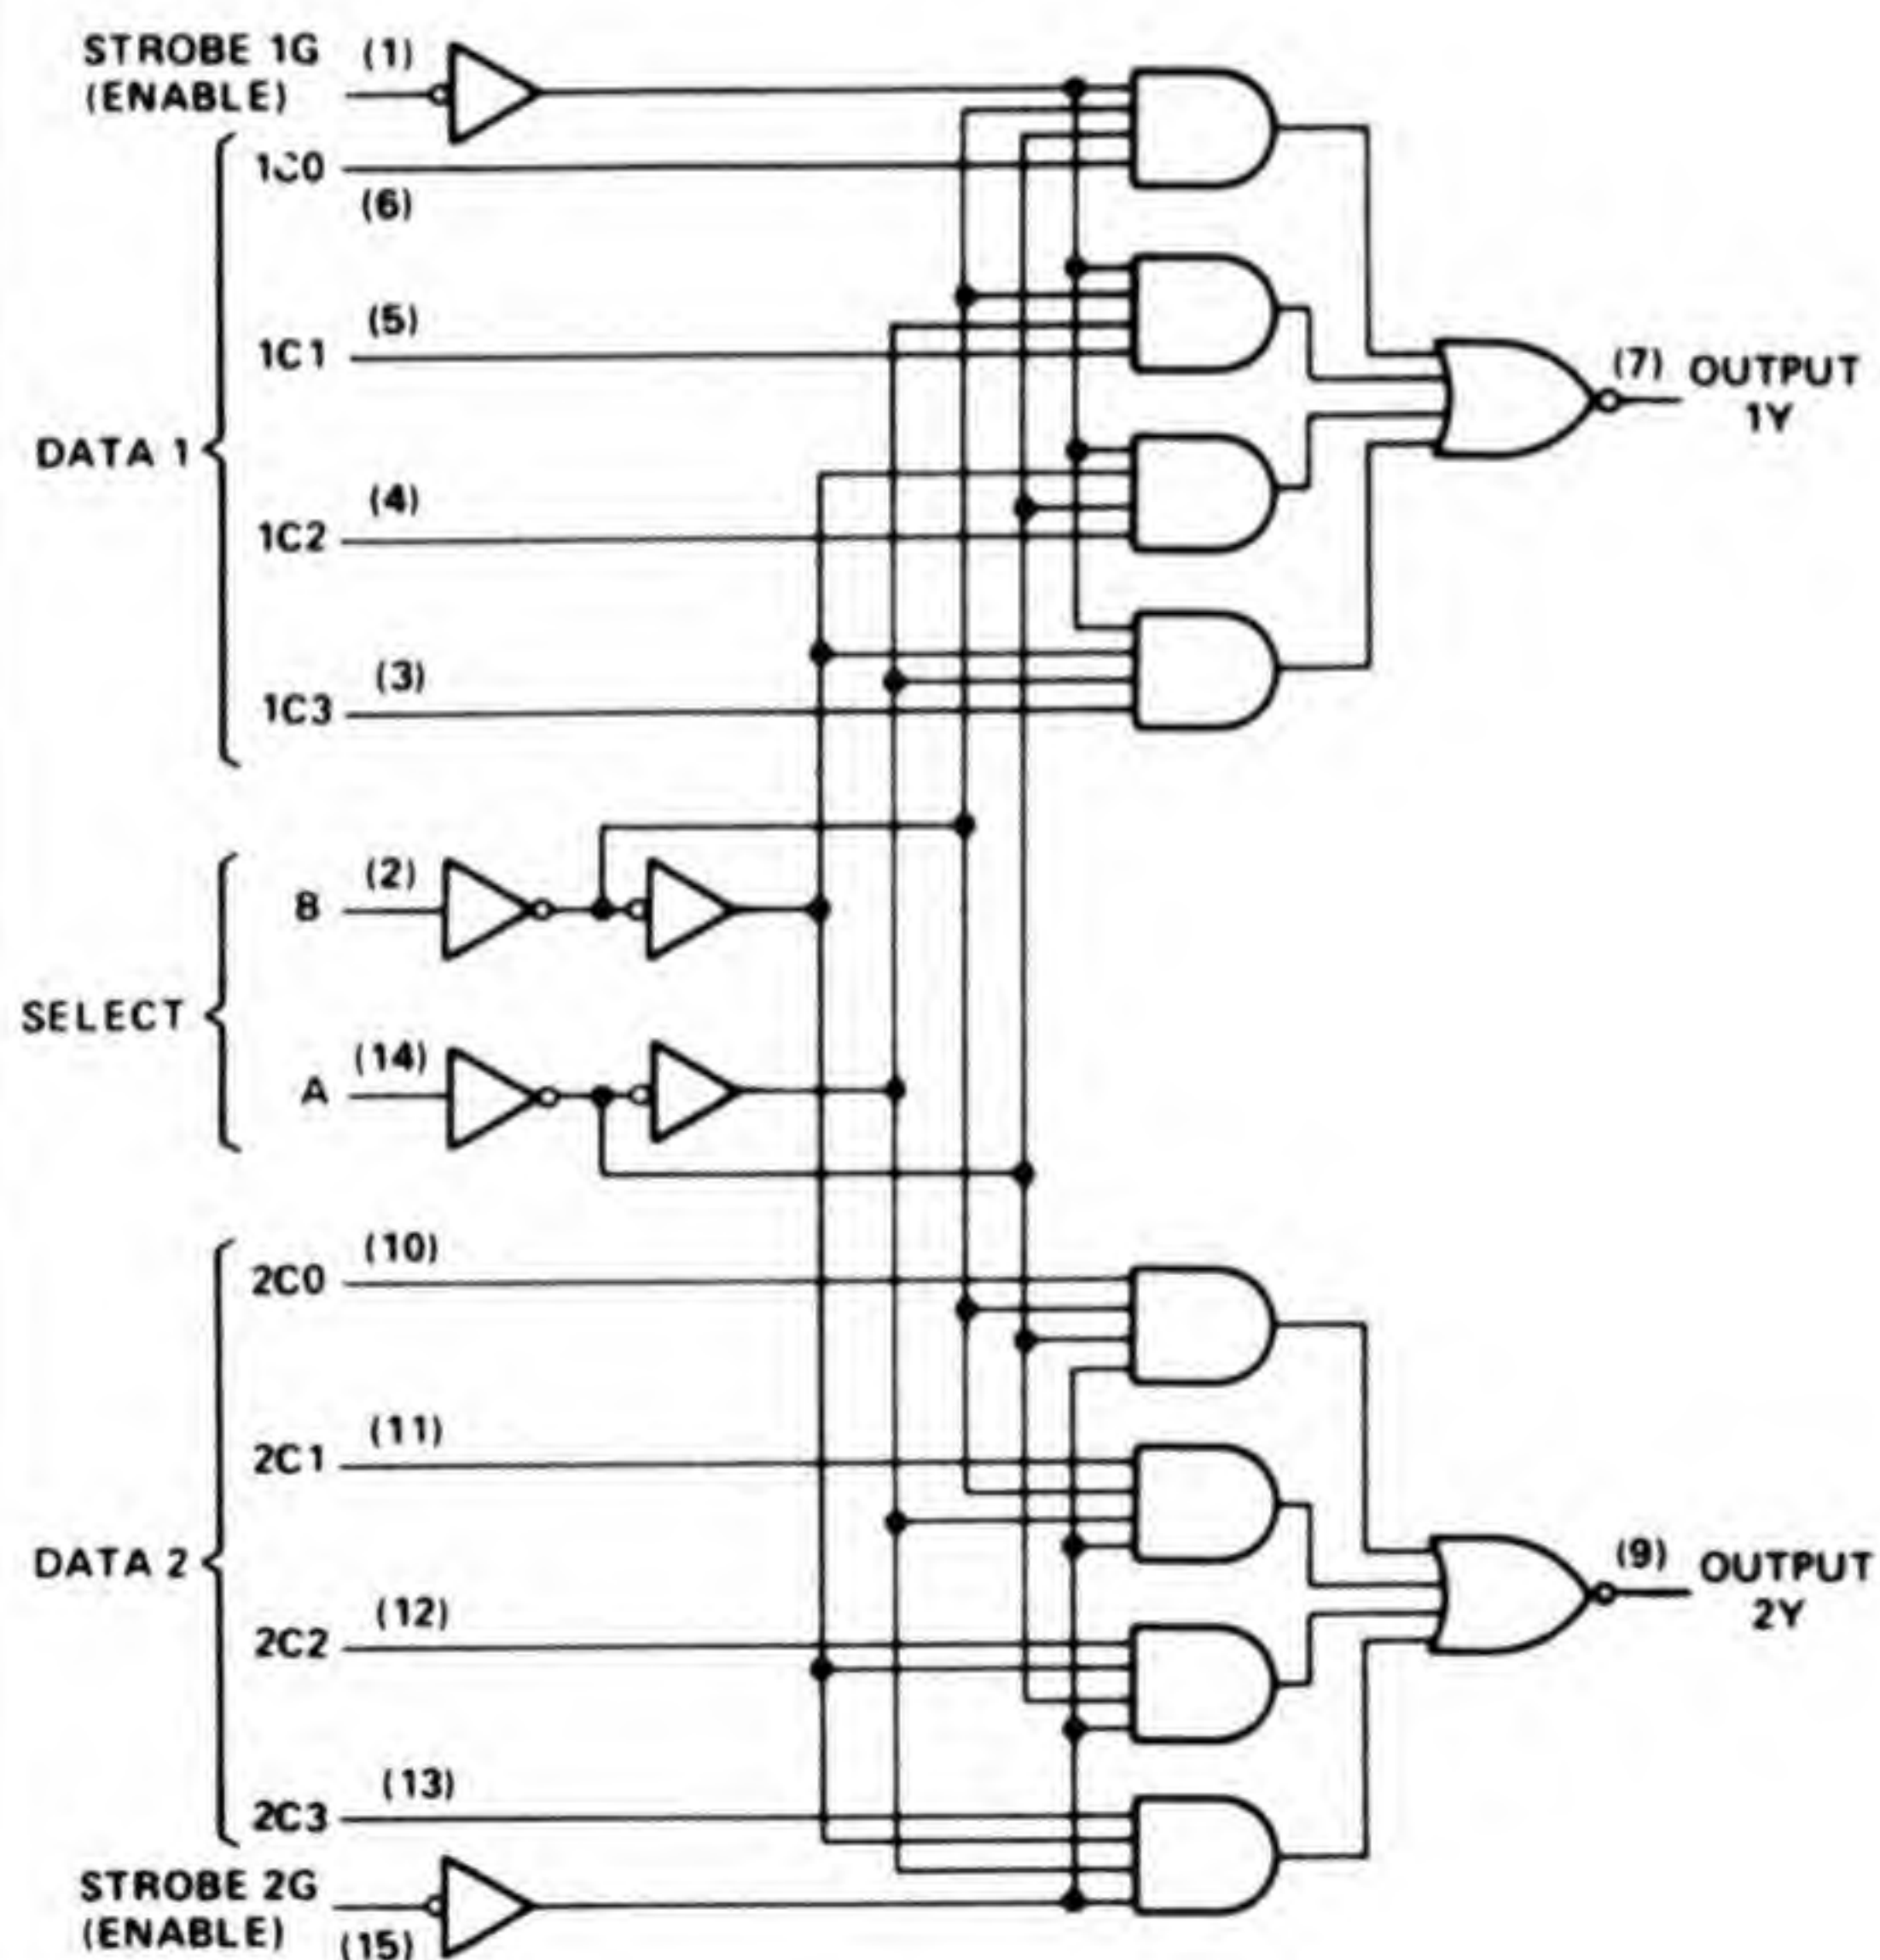 STROBE 1G (1)
(ENABLE)
1C0
(6)
(5)
1C1
(7) OUTPUT
1Y
DATA 1
(4)
1C2
(3)
1C3
(2)
B
SELECT
(14)
A
(10)
2C0
(11)
2C1
DATA 2
(9) OUTPUT
2Y
(12)
2C2
(13)
2C3
STROBE 2G
(ENABLE)
(15)